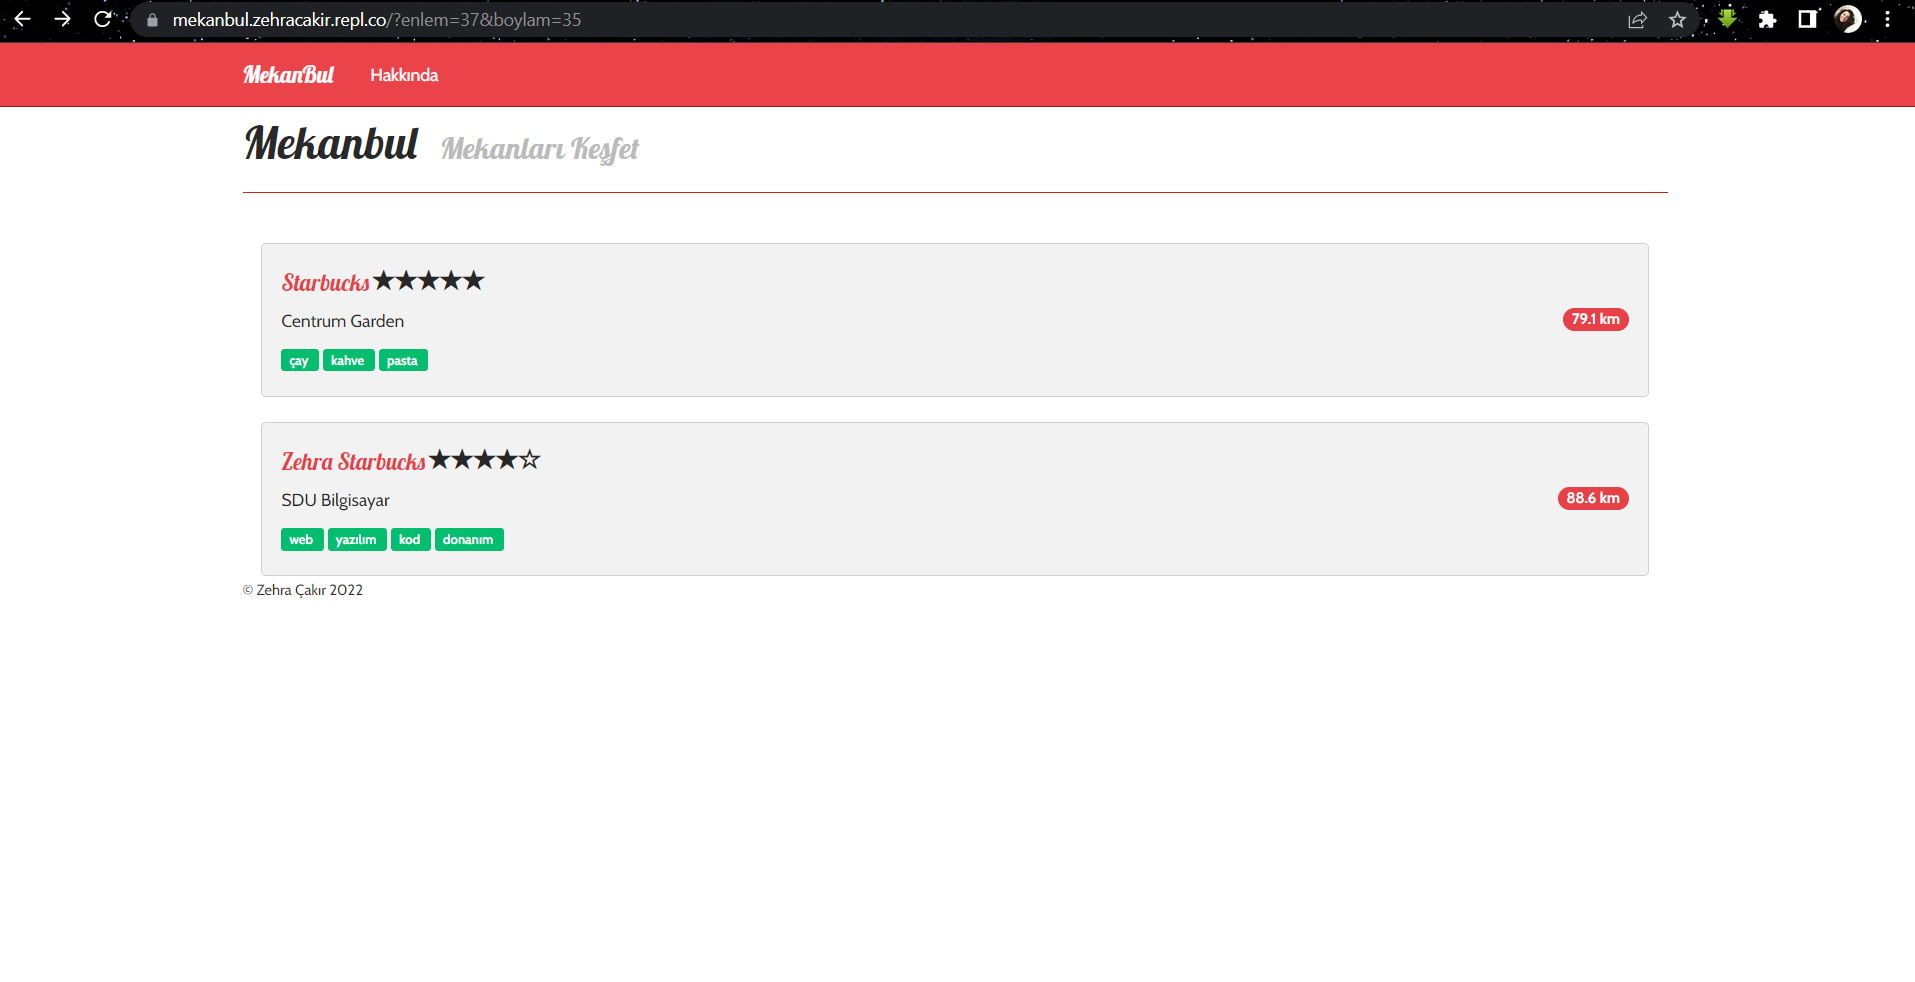 mekanbul.zehracakir.repl.co/?enlem=37&boylam=35
MekanBul Hakkında
Mekanbul Mekanları Keşfet
Starbucks ★★★★★
Centrum Garden
79.1 km
çay kahve pasta
Zehra Starbucks ★★★★☆
SDU Bilgisayar
88.6 km
web yazılım kod donanım
© Zehra Çakır 2022